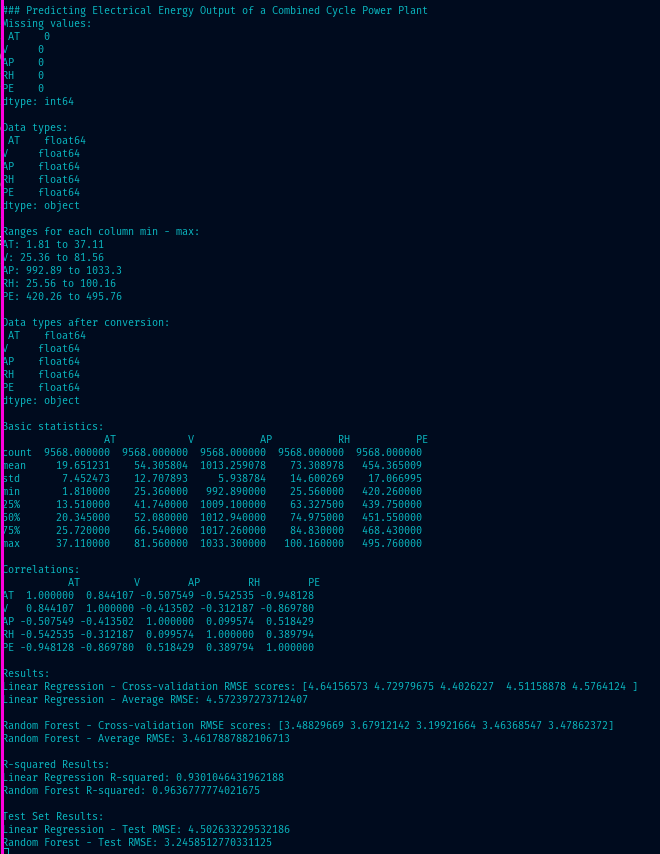 ### Predicting Electrical Energy Output of a Combined Cycle Power Plant
Missing values:
 AT    0
V     0
AP    0
RH    0
PE    0
dtype: int64

Data types:
 AT    float64
V     float64
AP    float64
RH    float64
PE    float64
dtype: object

Ranges for each column min - max:
AT: 1.81 to 37.11
V: 25.36 to 81.56
AP: 992.89 to 1033.3
RH: 25.56 to 100.16
PE: 420.26 to 495.76

Data types after conversion:
 AT    float64
V     float64
AP    float64
RH    float64
PE    float64
dtype: object

Basic statistics:
                 AT            V           AP           RH           PE
count  9568.000000  9568.000000  9568.000000  9568.000000  9568.000000
mean     19.651231    54.305804  1013.259078    73.308978   454.365009
std       7.452473    12.707893     5.938784    14.600269    17.066995
min       1.810000    25.360000   992.890000    25.560000   420.260000
25%      13.510000    41.740000  1009.100000    63.327500   439.750000
50%      20.345000    52.080000  1012.940000    74.975000   451.550000
75%      25.720000    66.540000  1017.260000    84.830000   468.430000
max      37.110000    81.560000  1033.300000   100.160000   495.760000

Correlations:
           AT         V        AP        RH        PE
AT  1.000000  0.844107 -0.507549 -0.542535 -0.948128
V   0.844107  1.000000 -0.413502 -0.312187 -0.869780
AP -0.507549 -0.413502  1.000000  0.099574  0.518429
RH -0.542535 -0.312187  0.099574  1.000000  0.389794
PE -0.948128 -0.869780  0.518429  0.389794  1.000000

Results:
Linear Regression - Cross-validation RMSE scores: [4.64156573 4.72979675 4.4026227  4.51158878 4.5764124 ]
Linear Regression - Average RMSE: 4.572397273712407

Random Forest - Cross-validation RMSE scores: [3.48829669 3.67912142 3.19921664 3.46368547 3.47862372]
Random Forest - Average RMSE: 3.4617887882106713

R-squared Results:
Linear Regression R-squared: 0.9301046431962188
Random Forest R-squared: 0.9636777774021675

Test Set Results:
Linear Regression - Test RMSE: 4.502633229532186
Random Forest - Test RMSE: 3.2458512770331125